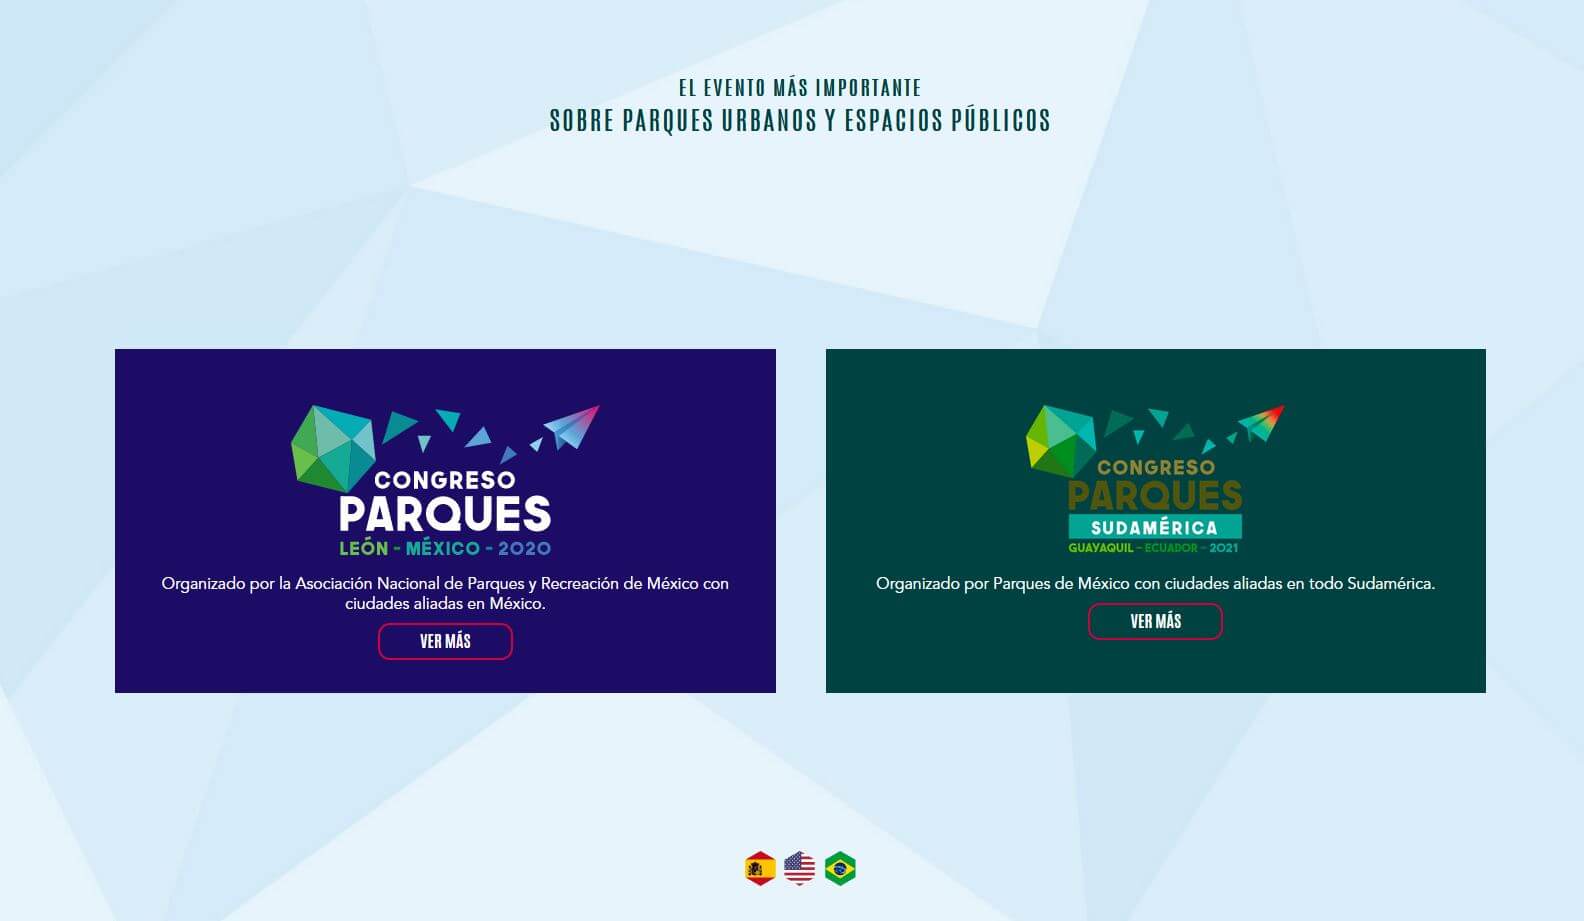 EL EVENTO MÁS IMPORTANTE
SOBRE PARQUES URBANOS Y ESPACIOS PÚBLICOS
CONGRESO
PARQUES
LEÓN - MÉXICO - 2020
Organizado por la Asociación Nacional de Parques y Recreación de México con
ciudades aliadas en México.
VER MÁS
CONGRESO
PARQUES
SUDAMÉRICA
GUAYAQUIL - ECUADOR - 2021
Organizado por Parques de México con ciudades aliadas en todo Sudamérica.
VER MÁS